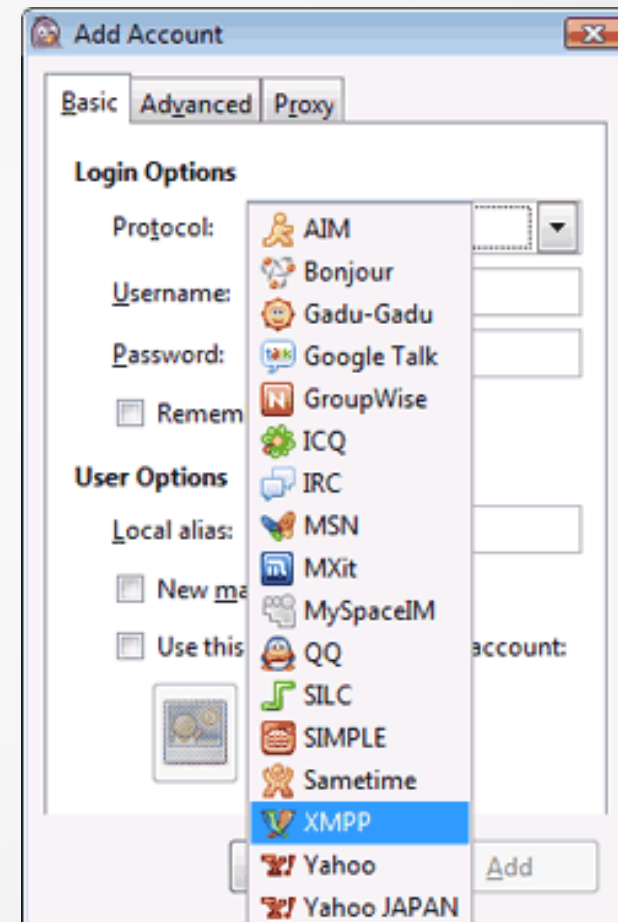 Add Account
Basic Advanced Proxy
Login Options
Protocol:
Username:
Password:
Rememb
User Options
Local alias:
New ma
Use this account:
AIM
Bonjour
Gadu-Gadu
Google Talk
GroupWise
ICQ
IRC
MSN
MXit
MySpaceIM
QQ
SILC
SIMPLE
Sametime
XMPP
Yahoo
Yahoo JAPAN
Add